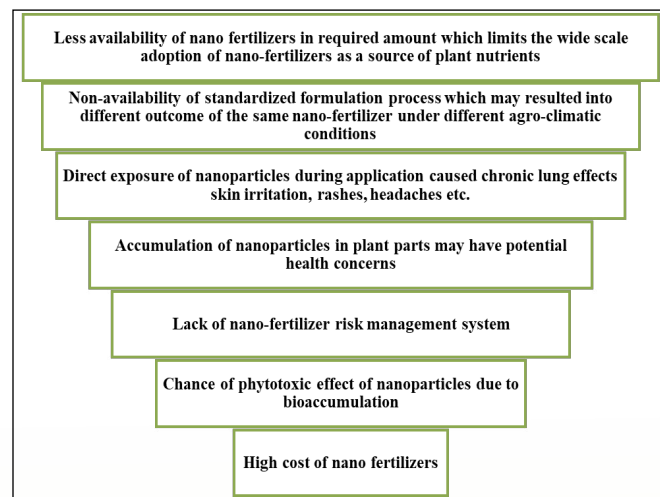 Less availability of nano fertilizers in required amount which limits the wide scale
adoption of nano-fertilizers as a source of plant nutrients
Non-availability of standardized formulation process which may resulted into
different outcome of the same nano-fertilizer under different agro-climatic
conditions
Direct exposure of nanoparticles during application caused chronic lung effects
skin irritation, rashes, headaches etc.
Accumulation of nanoparticles in plant parts may have potential
health concerns
Lack of nano-fertilizer risk management system
Chance of phytotoxic effect of nanoparticles due to
bioaccumulation
High cost of nano fertilizers